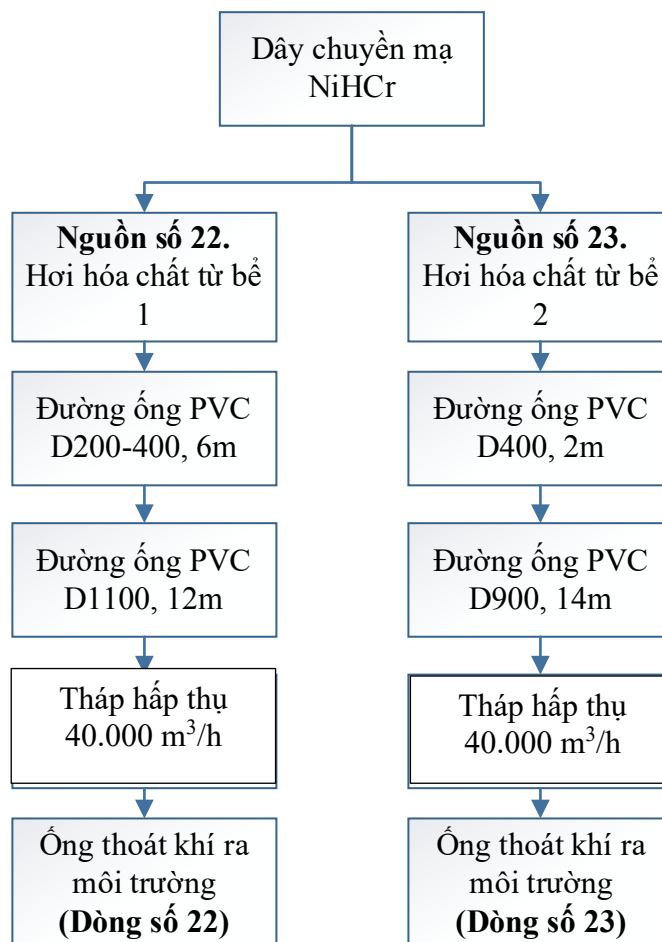 Dây chuyền mạ
NiHCr
Nguồn số 22.
Hơi hóa chất từ bể
1
Đường ống PVC
D200-400, 6m
Đường ống PVC
D1100, 12m
Tháp hấp thụ
40.000 m³/h
Ống thoát khí ra
môi trường
(Dòng số 22)
Nguồn số 23.
Hơi hóa chất từ bể
2
Đường ống PVC
D400, 2m
Đường ống PVC
D900, 14m
Tháp hấp thụ
40.000 m³/h
Ống thoát khí ra
môi trường
(Dòng số 23)